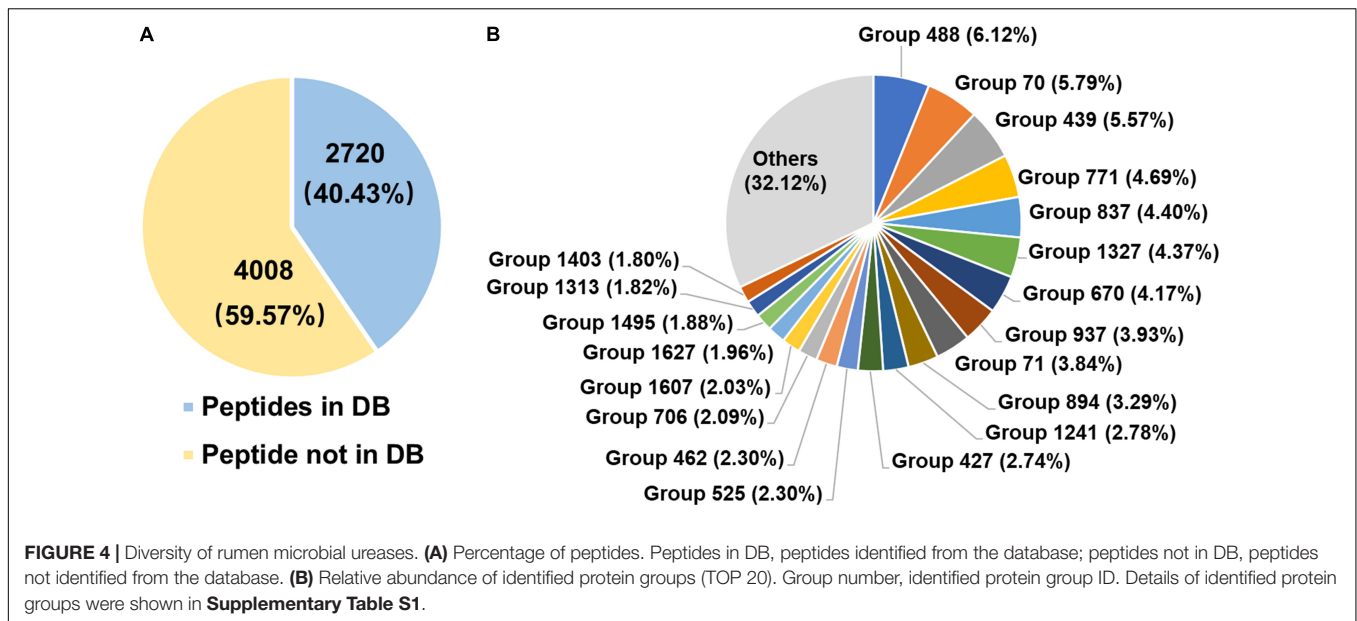 A
2720
(40.43%)
4008
(59.57%)
Peptides in DB
Peptide not in DB
B
Group 488 (6.12%)
Group 70 (5.79%)
Group 439 (5.57%)
Group 771 (4.69%)
Group 837 (4.40%)
Group 1327 (4.37%)
Group 670 (4.17%)
Group 937 (3.93%)
Group 71 (3.84%)
Group 894 (3.29%)
Group 1241 (2.78%)
Group 427 (2.74%)
Group 525 (2.30%)
Group 462 (2.30%)
Group 706 (2.09%)
Group 1607 (2.03%)
Group 1627 (1.96%)
Group 1495 (1.88%)
Group 1313 (1.82%)
Group 1403 (1.80%)
Others
(32.12%)
FIGURE 4 | Diversity of rumen microbial ureases. (A) Percentage of peptides. Peptides in DB, peptides identified from the database; peptides not in DB, peptides
not identified from the database. (B) Relative abundance of identified protein groups (TOP 20). Group number, identified protein group ID. Details of identified protein
groups were shown in Supplementary Table S1.